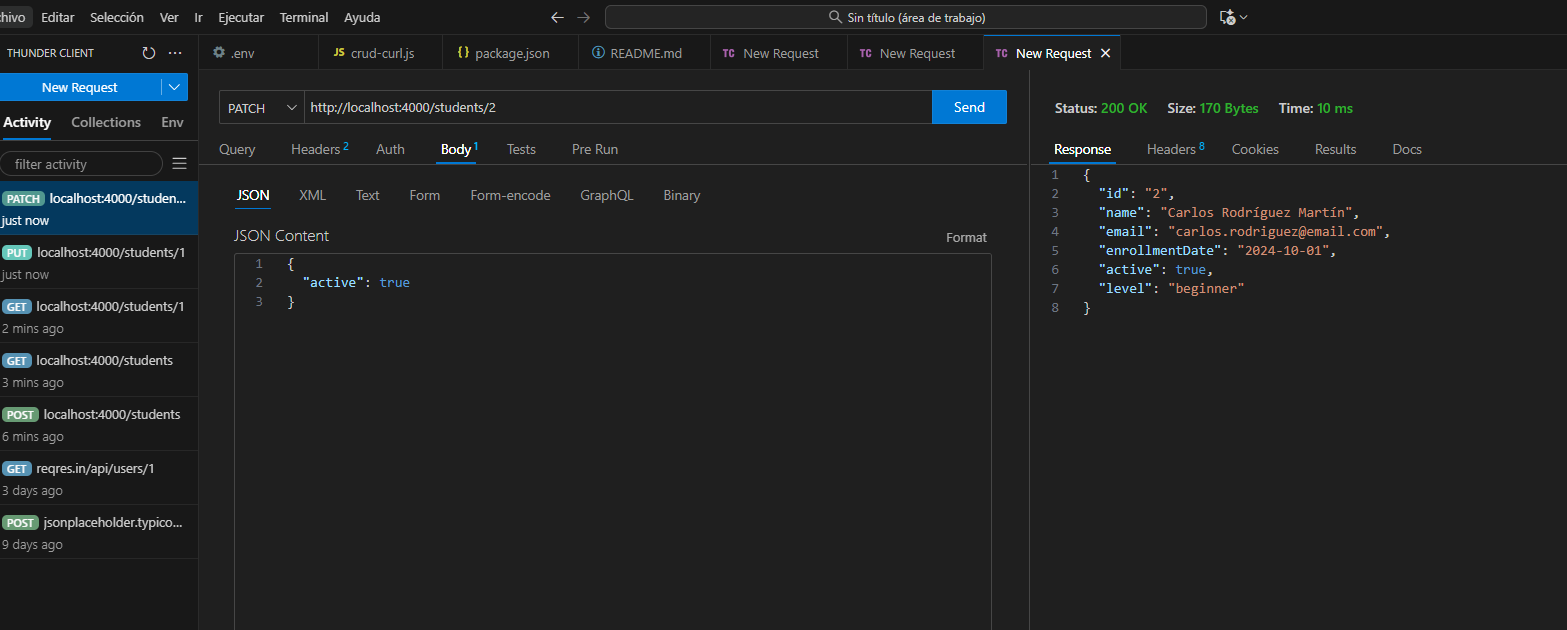 chivo Editar Selección Ver Ir Ejecutar Terminal Ayuda
Sin título (área de trabajo)
THUNDER CLIENT
New Request
Activity Collections Env
filter activity
PATCH localhost:4000/studen...
just now
PUT localhost:4000/students/1
just now
GET localhost:4000/students/1
2 mins ago
GET localhost:4000/students
3 mins ago
POST localhost:4000/students
6 mins ago
GET reqres.in/api/users/1
3 days ago
POST jsonplaceholder.typico...
9 days ago
.env JS crud-curl.js {} package.json README.md TC New Request TC New Request TC New Request
PATCH http://localhost:4000/students/2 Send
Query Headers 2 Auth Body 1 Tests Pre Run
JSON XML Text Form Form-encode GraphQL Binary
JSON Content Format
1 {
2 "active": true
3 }
Status: 200 OK Size: 170 Bytes Time: 10 ms
Response Headers 8 Cookies Results Docs
1 {
2 "id": "2",
3 "name": "Carlos Rodríguez Martín",
4 "email": "carlos.rodriguez@email.com",
5 "enrollmentDate": "2024-10-01",
6 "active": true,
7 "level": "beginner"
8 }